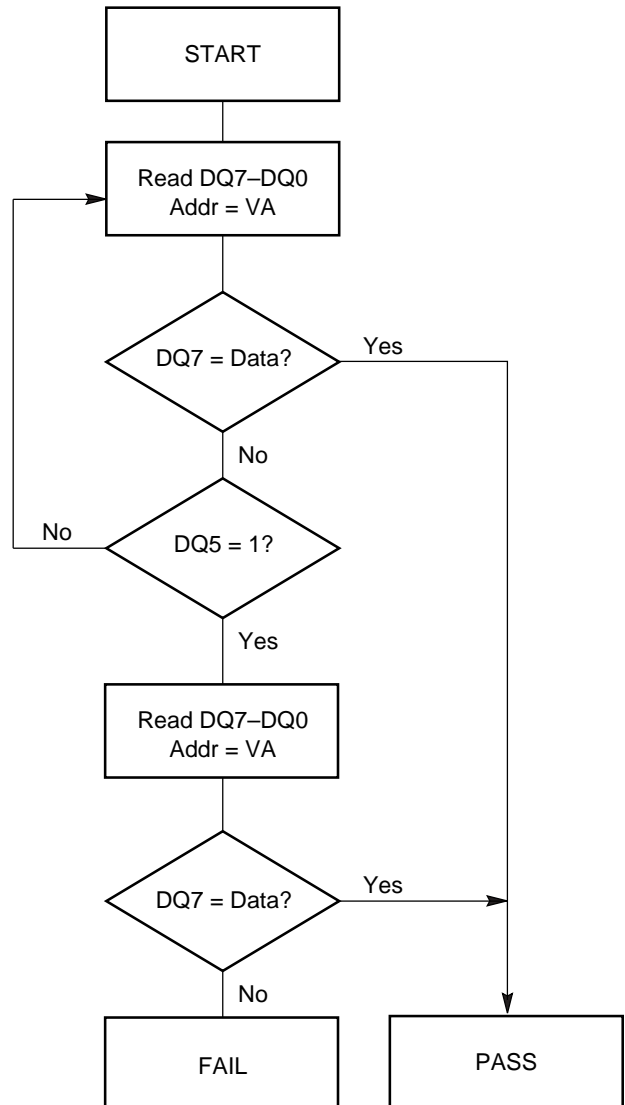 START
Read DQ7–DQ0
Addr = VA
DQ7 = Data?
Yes
No
No
DQ5 = 1?
Yes
Read DQ7–DQ0
Addr = VA
DQ7 = Data?
Yes
No
FAIL
PASS